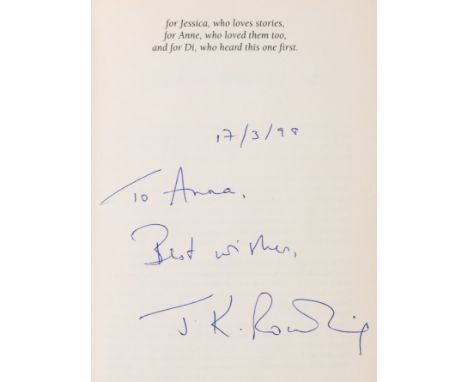 for Jessica, who loves stories,
for Anne, who loved them too,
and for Di, who heard this one first.
17/3/98
To Anna,
Best wishes,
J. K. Rowling